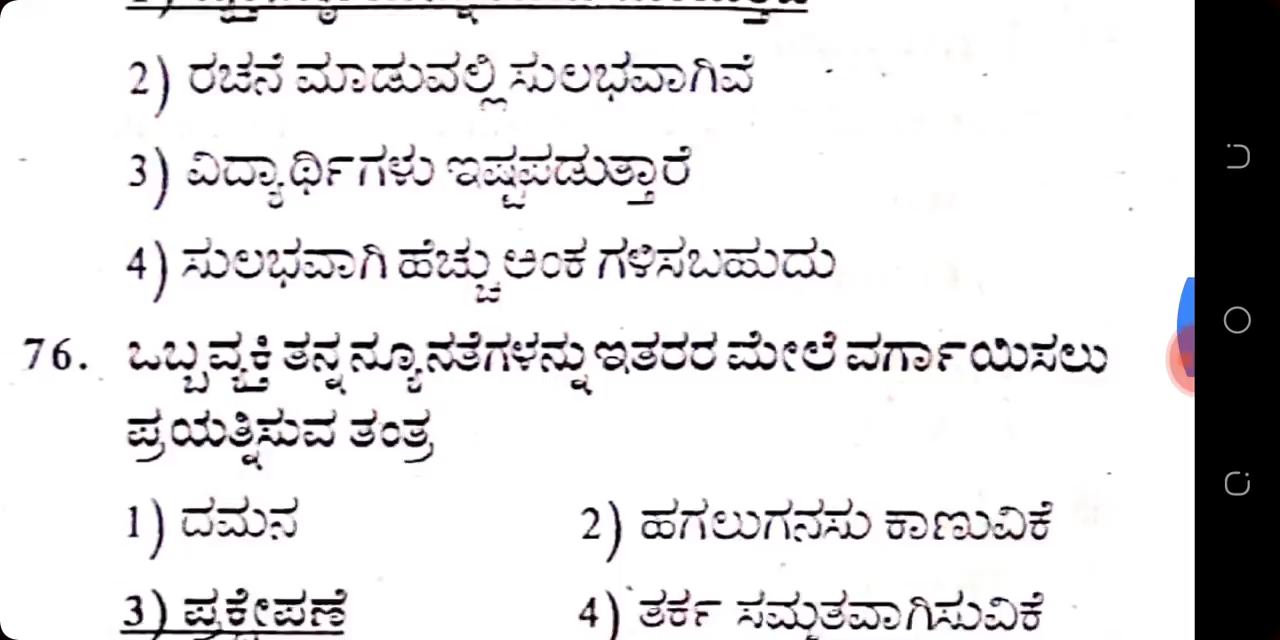 2) ರಚನೆ ಮಾಡುವಲ್ಲಿ ಸುಲಭವಾಗಿವೆ
3) ವಿದ್ಯಾರ್ಥಿಗಳು ಇಷ್ಟಪಡುತ್ತಾರೆ
4) ಸುಲಭವಾಗಿ ಹೆಚ್ಚು ಅಂಕ ಗಳಿಸಬಹುದು
76. ಒಬ್ಬ ವ್ಯಕ್ತಿ ತನ್ನ ನ್ಯೂನತೆಗಳನ್ನು ಇತರರ ಮೇಲೆ ವರ್ಗಾಯಿಸಲು
ಪ್ರಯತ್ನಿಸುವ ತಂತ್ರ
1) ದಮನ 2) ಹಗಲುಗನಸು ಕಾಣುವಿಕೆ
3) ಪ್ರಕ್ಷೇಪಣೆ 4) ತರ್ಕ ಸಮ್ಮತವಾಗಿಸುವಿಕೆ